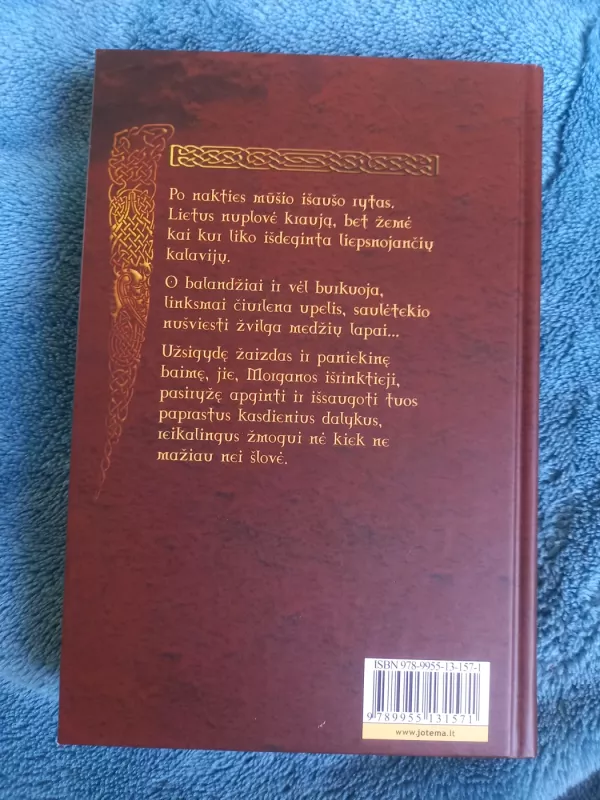 Po nakties mūšio išaušo rytas.
Lietus nuplovė kraują, bet žemė
kai kur liko išdeginta liepsnojančių
kalavijų.
O balandžiai ir vėl burkuoja,
linksmai čiurlena upelis, saulėtekio
nušviesti žvilga medžių lapai...
Užsigydę žaizdas ir paniekinę
baimę, jie, Morganos išrinktieji,
pasiryžę apginti ir išsaugoti tuos
paprastus kasdienius dalykus,
reikalingus žmogui nė kiek ne
mažiau nei šlovė.
ISBN 978-9955-13-157-1
9 789955 131571
www.jotema.lt